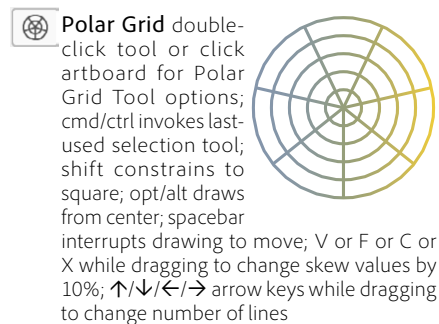 Polar Grid double-
click tool or click
artboard for Polar
Grid Tool options;
cmd/ctrl invokes last-
used selection tool;
shift constrains to
square; opt/alt draws
from center; spacebar
interrupts drawing to move; V or F or C or
X while dragging to change skew values by
10%; ↑/↓/←/→ arrow keys while dragging
to change number of lines